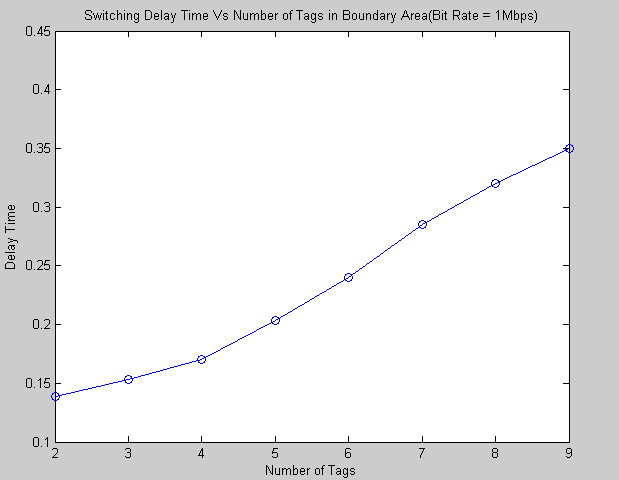 Switching Delay Time Vs Number of Tags in Boundary Area(Bit Rate = 1Mbps)
0.45
0.4
0.35
0.3
0.25
0.2
0.15
0.1
Delay Time
2 3 4 5 6 7 8 9
Number of Tags